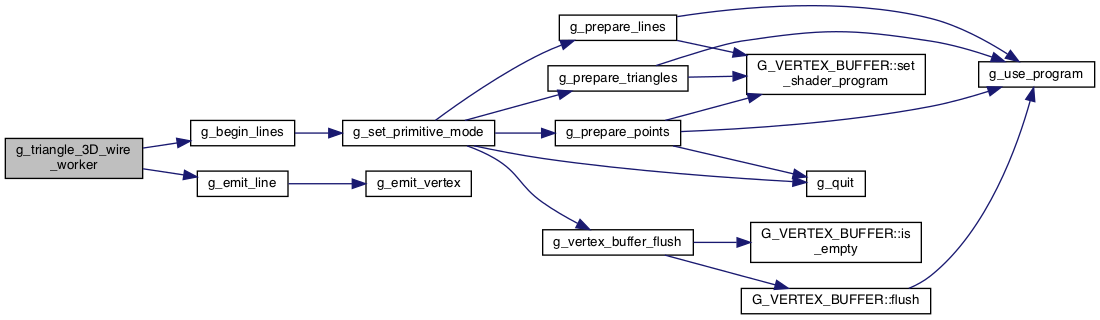 g_triangle_3D_wire
_worker
g_begin_lines
g_emit_line
g_set_primitive_mode
g_emit_vertex
g_prepare_lines
g_prepare_triangles
g_prepare_points
g_vertex_buffer_flush
G_VERTEX_BUFFER::set
_shader_program
g_quit
G_VERTEX_BUFFER::is
_empty
G_VERTEX_BUFFER::flush
g_use_program